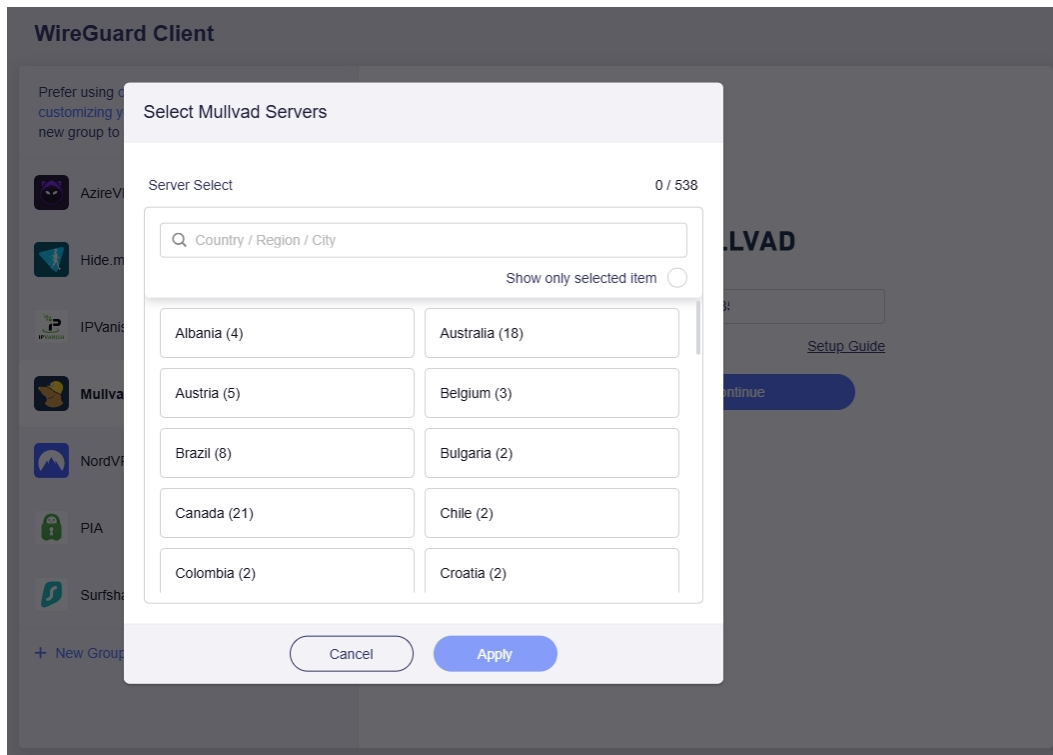 WireGuard Client
Prefer using
customizing
new group to
Select Mullvad Servers
Server Select
0 / 538
Country / Region / City
Show only selected item
Albania (4)
Australia (18)
Austria (5)
Belgium (3)
Brazil (8)
Bulgaria (2)
Canada (21)
Chile (2)
Colombia (2)
Croatia (2)
Cancel
Apply
AzireV
Hide.m
IPVanis
Mullva
NordV
PIA
Surfsha
+ New Group
LLVAD
Setup Guide
ntinue